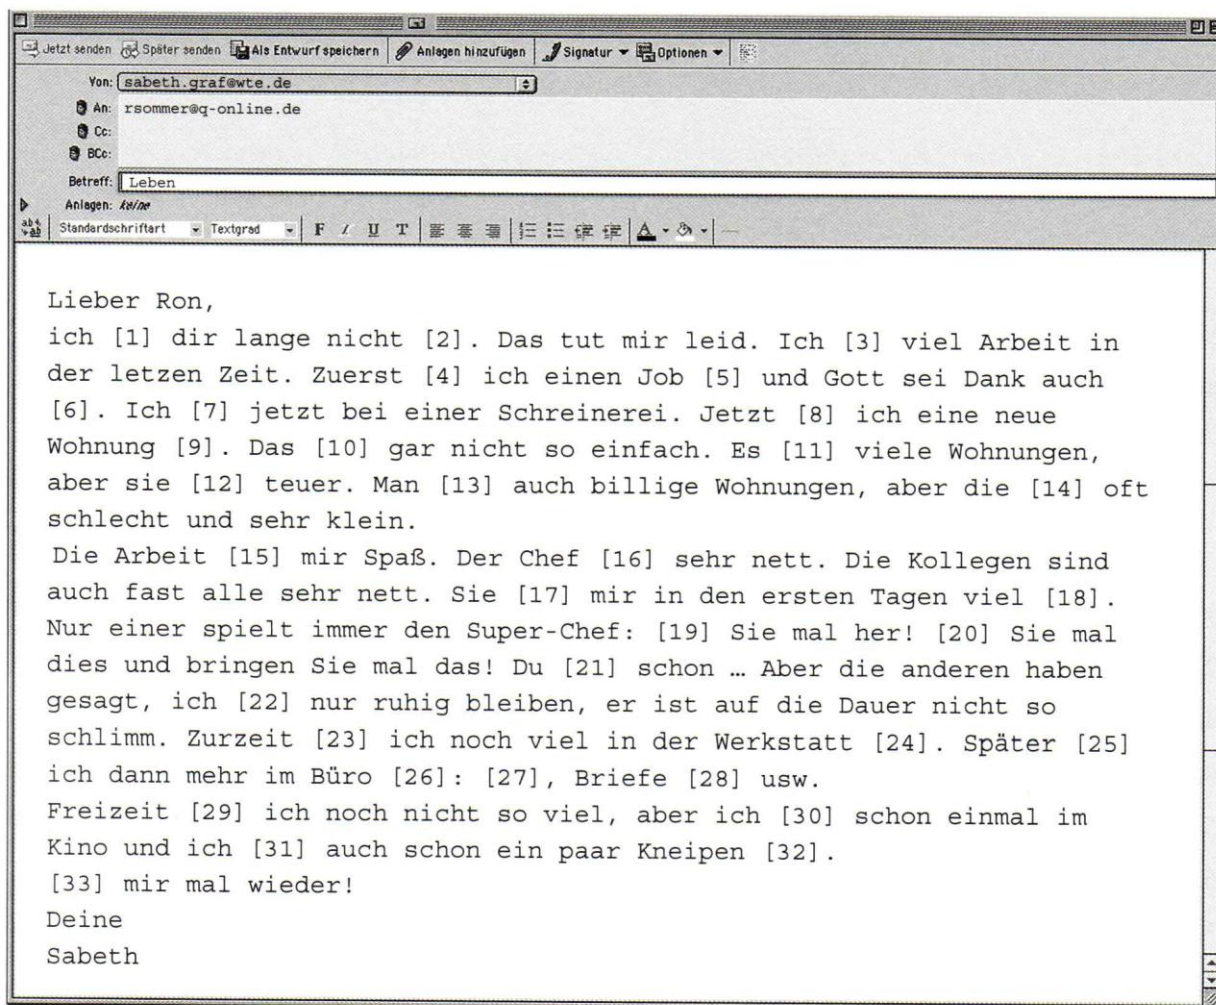 Jetzt senden Später senden Als Entwurf speichern Anlagen hinzufügen Signatur Optionen
Von: sabeth.graf@wte.de
An: rsommer@q-online.de
Cc:
BCc:
Betreff: Leben
Anlagen: keine
Standardschriftart Textgrad F I U T A
Lieber Ron,
ich [1] dir lange nicht [2]. Das tut mir leid. Ich [3] viel Arbeit in
der letzen Zeit. Zuerst [4] ich einen Job [5] und Gott sei Dank auch
[6]. Ich [7] jetzt bei einer Schreinerei. Jetzt [8] ich eine neue
Wohnung [9]. Das [10] gar nicht so einfach. Es [11] viele Wohnungen,
aber sie [12] teuer. Man [13] auch billige Wohnungen, aber die [14] oft
schlecht und sehr klein.
Die Arbeit [15] mir Spaß. Der Chef [16] sehr nett. Die Kollegen sind
auch fast alle sehr nett. Sie [17] mir in den ersten Tagen viel [18].
Nur einer spielt immer den Super-Chef: [19] Sie mal her! [20] Sie mal
dies und bringen Sie mal das! Du [21] schon … Aber die anderen haben
gesagt, ich [22] nur ruhig bleiben, er ist auf die Dauer nicht so
schlimm. Zurzeit [23] ich noch viel in der Werkstatt [24]. Später [25]
ich dann mehr im Büro [26]: [27], Briefe [28] usw.
Freizeit [29] ich noch nicht so viel, aber ich [30] schon einmal im
Kino und ich [31] auch schon ein paar Kneipen [32].
[33] mir mal wieder!
Deine
Sabeth